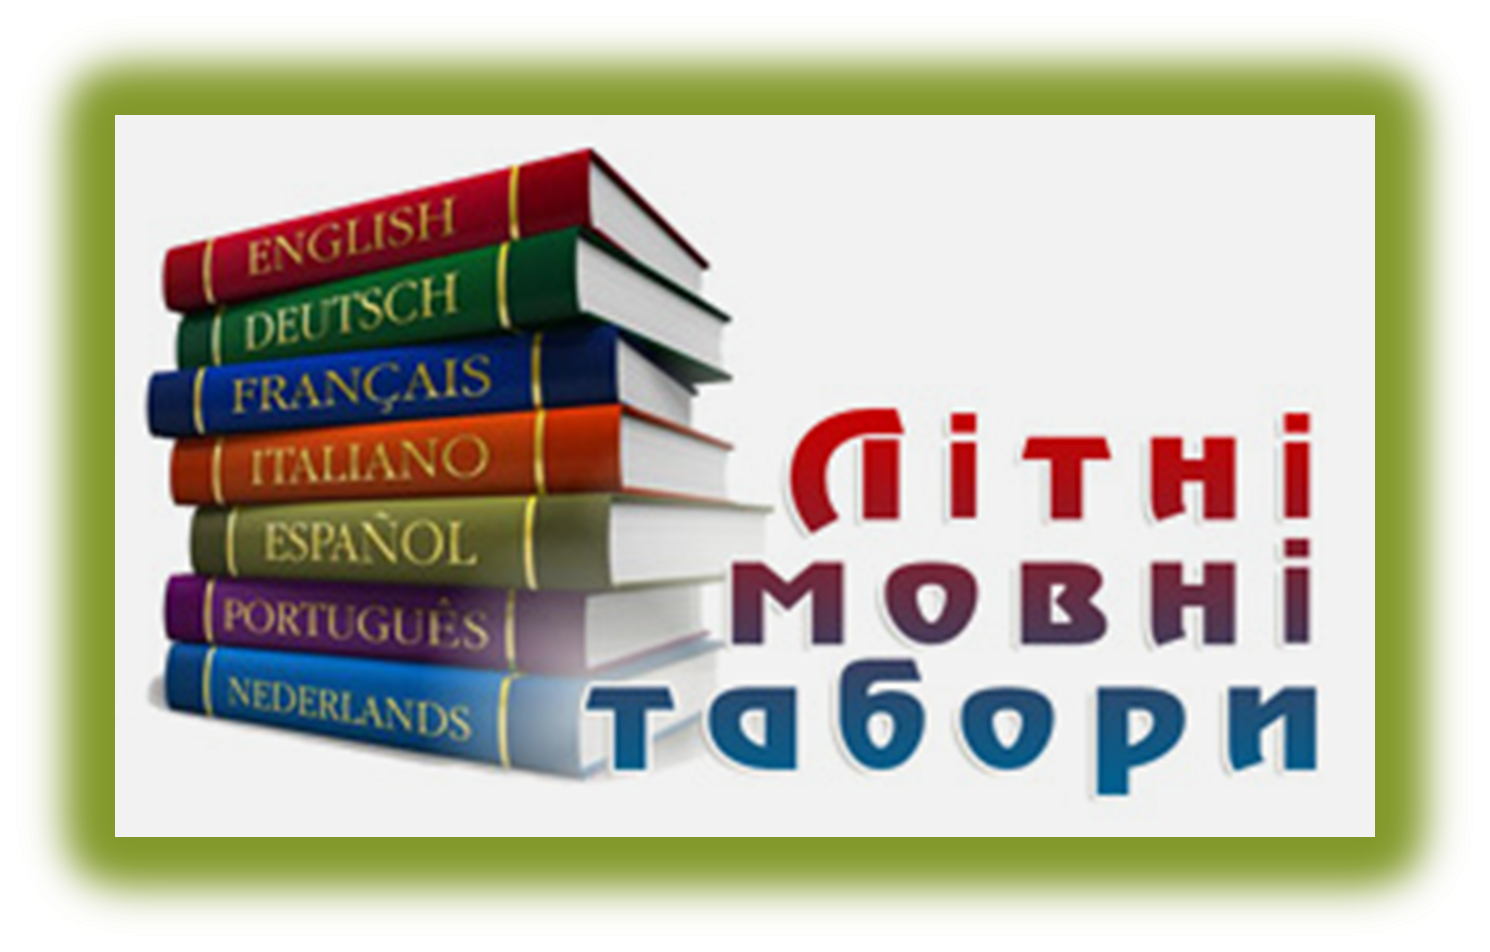 ENGLISH
DEUTSCH
FRANÇAIS
ITALIANO
ESPAÑOL
PORTUGUÊS
NEDERLANDS
Літні
мовні
табори